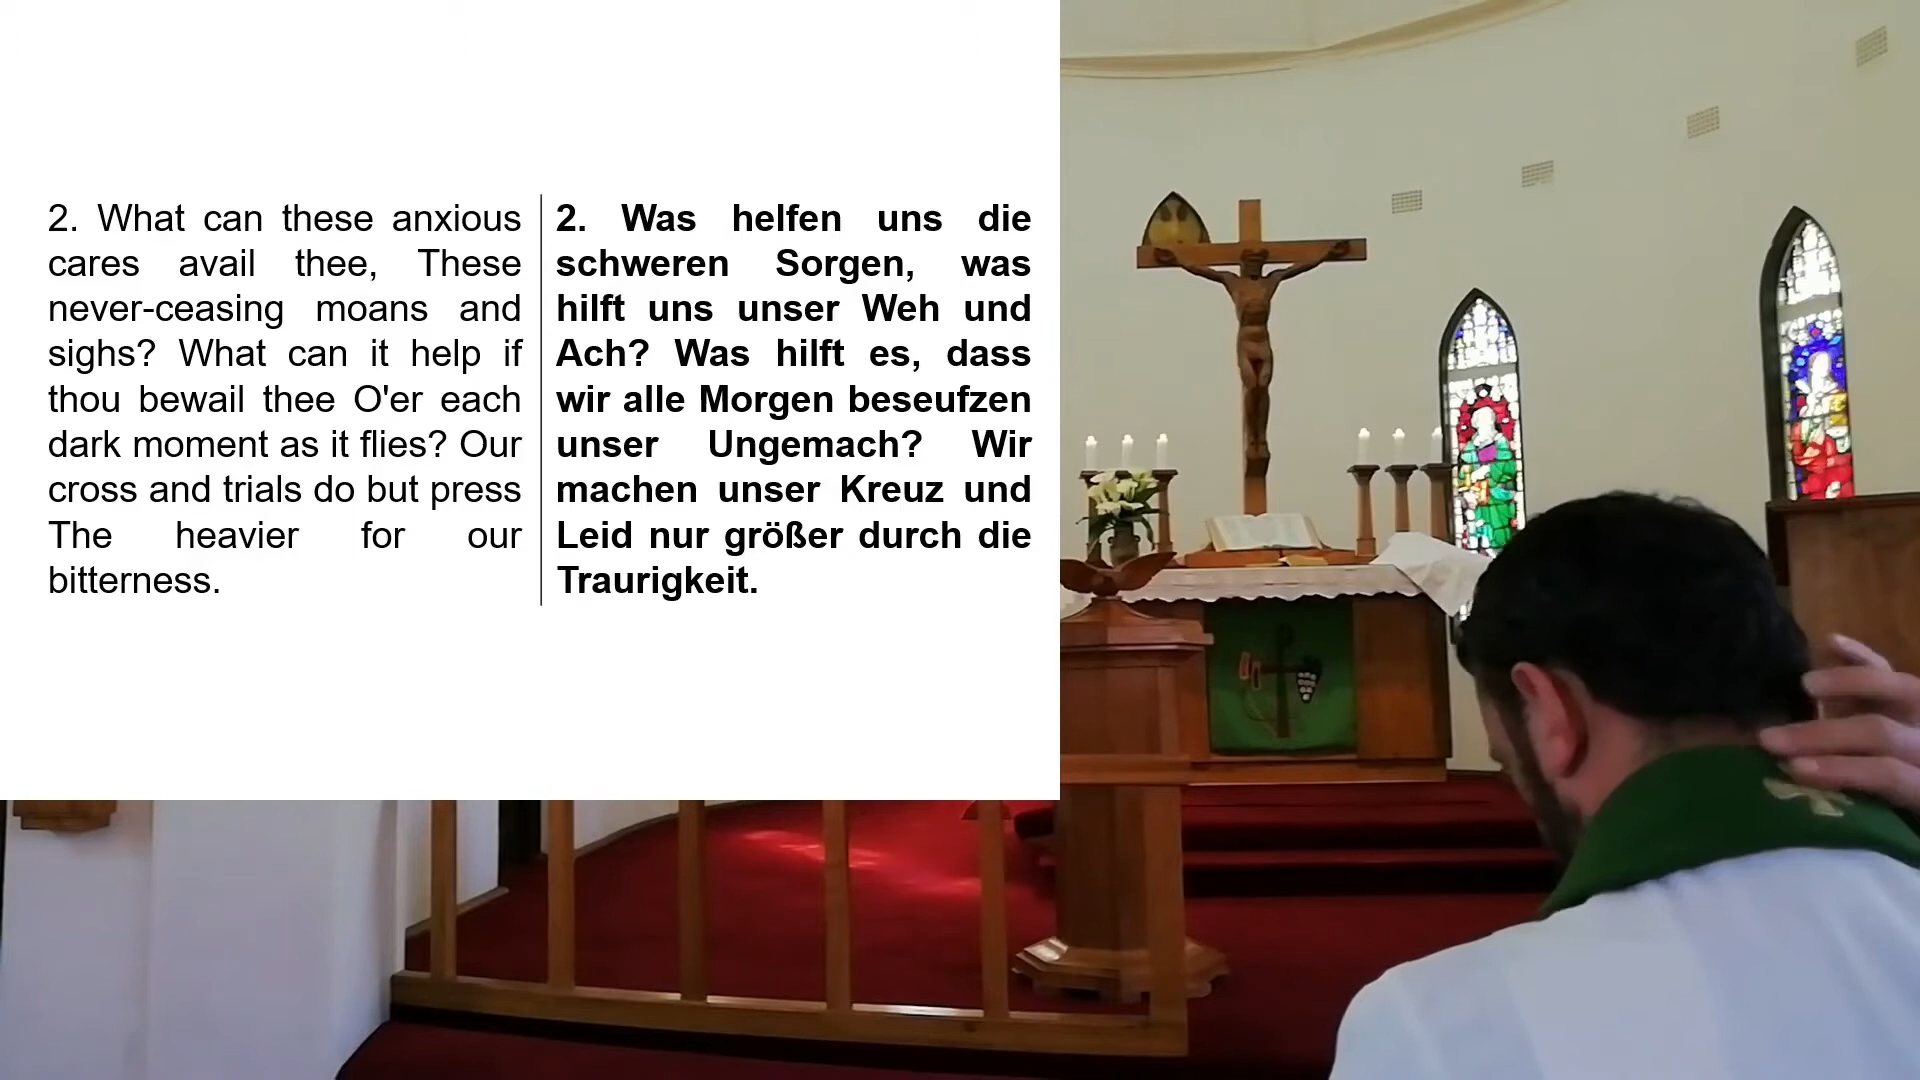 2. What can these anxious
cares avail thee, These
never-ceasing moans and
sighs? What can it help if
thou bewail thee O'er each
dark moment as it flies? Our
cross and trials do but press
The heavier for our
bitterness.
2. Was helfen uns die
schweren Sorgen, was
hilft uns unser Weh und
Ach? Was hilft es, dass
wir alle Morgen beseufzen
unser Ungemach? Wir
machen unser Kreuz und
Leid nur größer durch die
Traurigkeit.